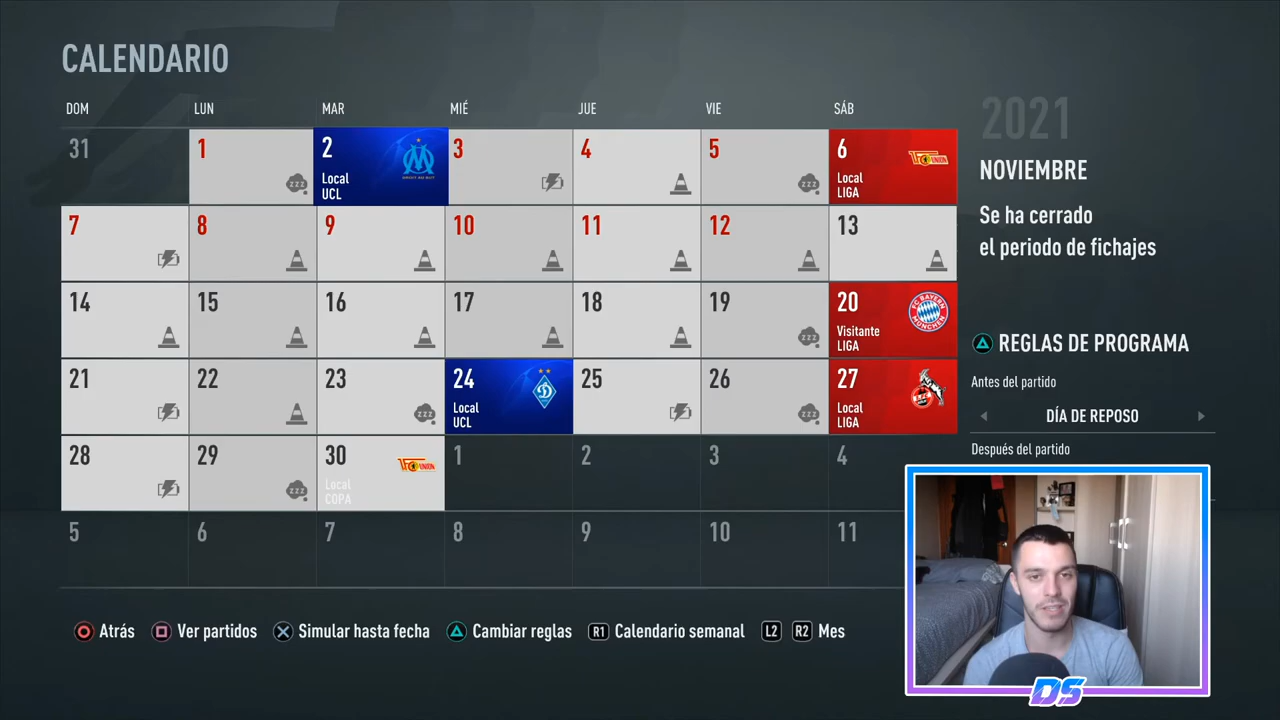 CALENDARIO
DOM LUN MAR MIÉ JUE VIE SÁB
31 1 2 3 4 5 6
Local Local
UCL LIGA
7 8 9 10 11 12 13
14 15 16 17 18 19 20
Visitante
LIGA
21 22 23 24 25 26 27
Local Local
UCL LIGA
28 29 30 1 2 3 4
Local
COPA
5 6 7 8 9 10 11
2021
NOVIEMBRE
Se ha cerrado
el periodo de fichajes
REGLAS DE PROGRAMA
Antes del partido
DÍA DE REPOSO
Después del partido
Atrás Ver partidos Simular hasta fecha Cambiar reglas R1 Calendario semanal L2 R2 Mes
DS